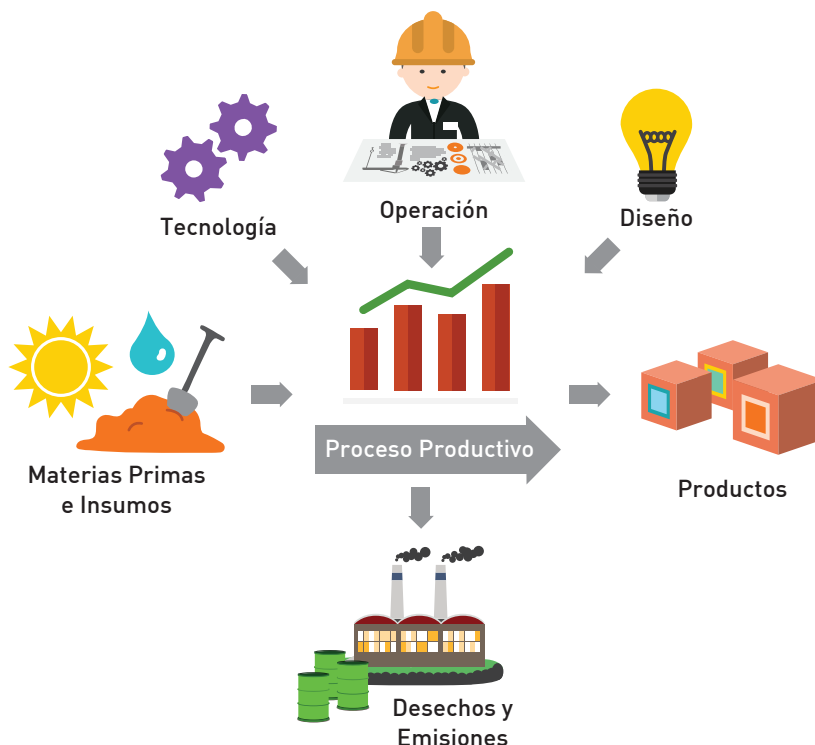 Tecnología
Operación
Diseño
Materias Primas
e Insumos
Proceso Productivo
Productos
Desechos y
Emisiones